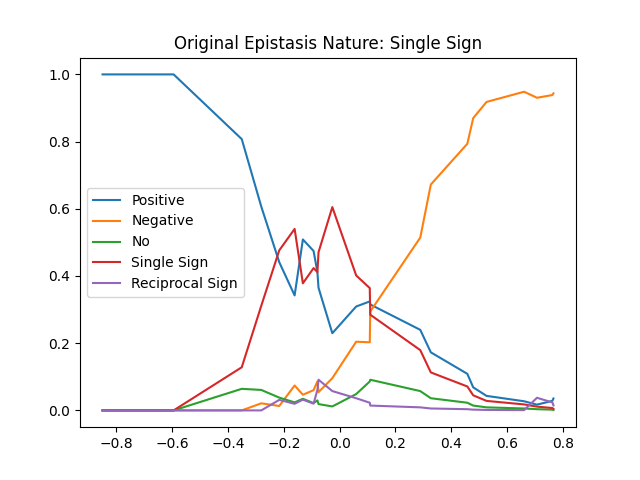 Original Epistasis Nature: Single Sign
1.0
0.8
0.6
0.4
0.2
0.0
Positive
Negative
No
Single Sign
Reciprocal Sign
−0.8 −0.6 −0.4 −0.2 0.0 0.2 0.4 0.6 0.8